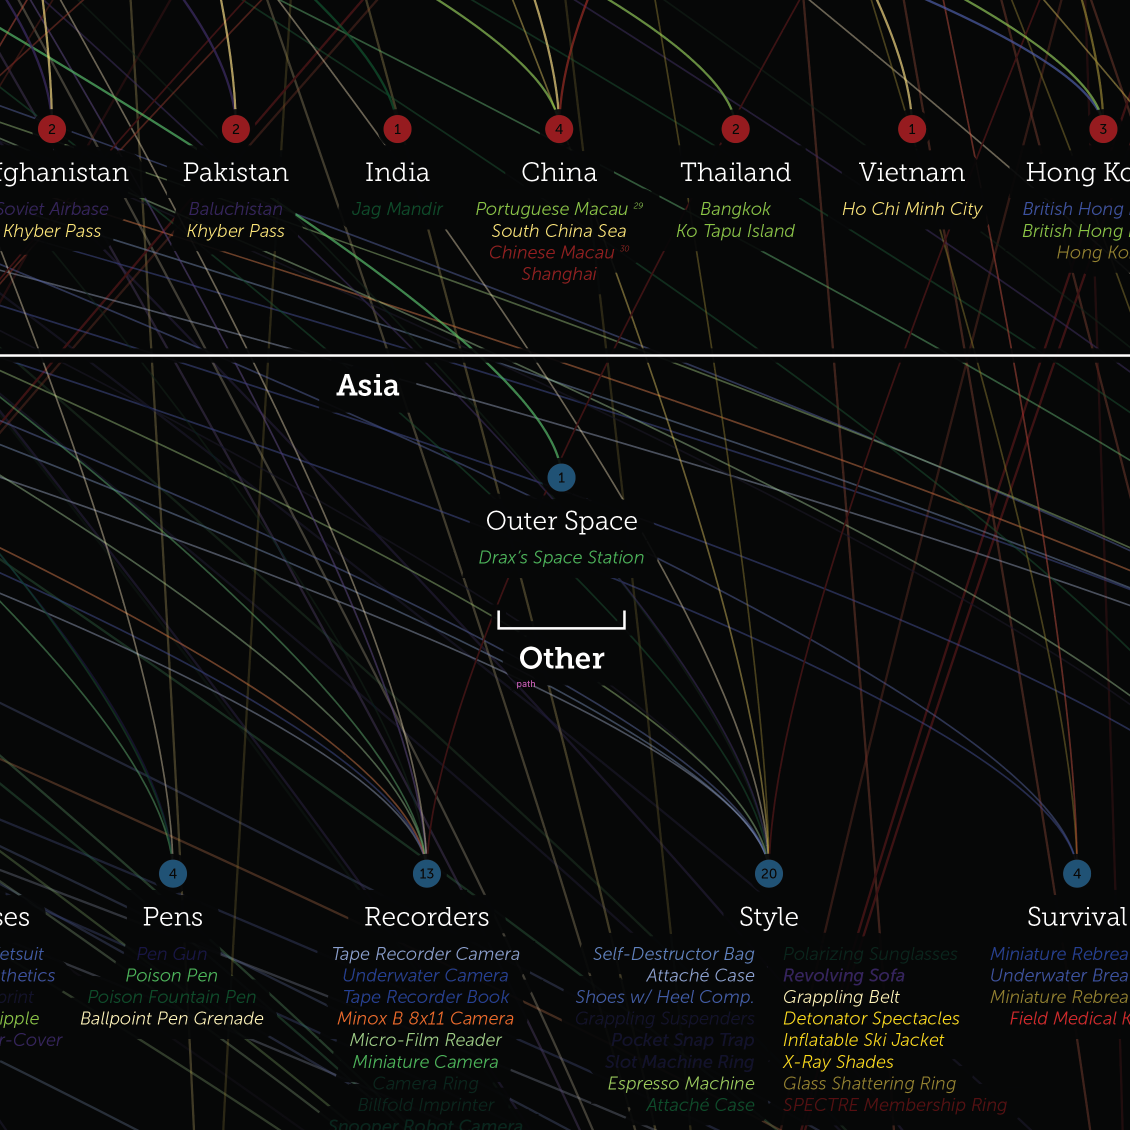 2
2
1
4
2
1
3
fghanistan
Pakistan
India
China
Thailand
Vietnam
Hong Ko
Soviet Airbase
Khyber Pass
Baluchistan
Khyber Pass
Jag Mandir
Portuguese Macau 29
South China Sea
Chinese Macau 30
Shanghai
Bangkok
Ko Tapu Island
Ho Chi Minh City
British Hong
British Hong
Hong Ko
Asia
1
Outer Space
Drax's Space Station
Other
path
4
13
20
4
ses
etsuit
thetics
print
ipple
r-Cover
Pens
Pen Gun
Poison Pen
Poison Fountain Pen
Ballpoint Pen Grenade
Recorders
Tape Recorder Camera
Underwater Camera
Tape Recorder Book
Minox B 8x11 Camera
Micro-Film Reader
Miniature Camera
Camera Ring
Billfold Imprinter
Snooper Robot Camera
Style
Self-Destructor Bag
Attaché Case
Shoes w/ Heel Comp.
Grappling Suspenders
Pocket Snap Trap
Slot Machine Ring
Espresso Machine
Attaché Case
Polarizing Sunglasses
Revolving Sofa
Grappling Belt
Detonator Spectacles
Inflatable Ski Jacket
X-Ray Shades
Glass Shattering Ring
SPECTRE Membership Ring
Survival
Miniature Rebrea
Underwater Brea
Miniature Rebrea
Field Medical K